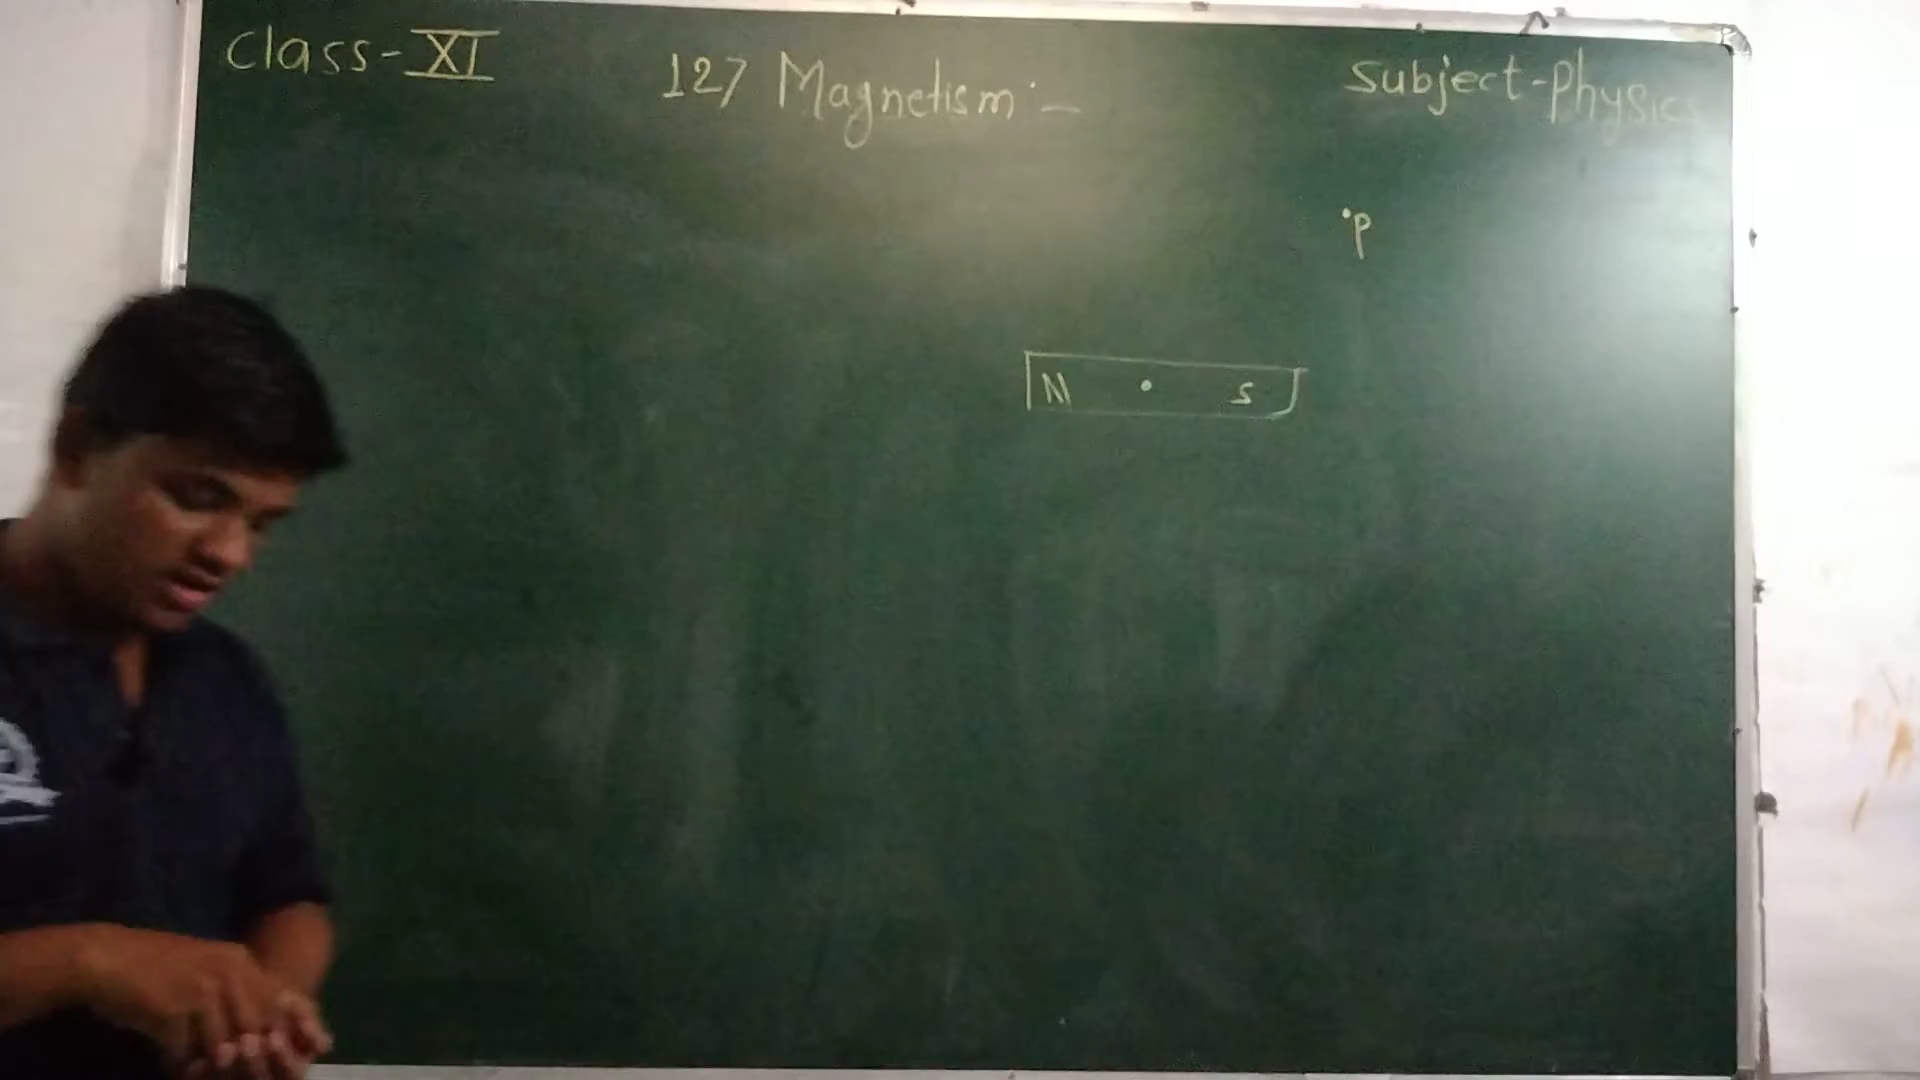 Class-XI
127 Magnetism:-
Subject-Physics
P
N S